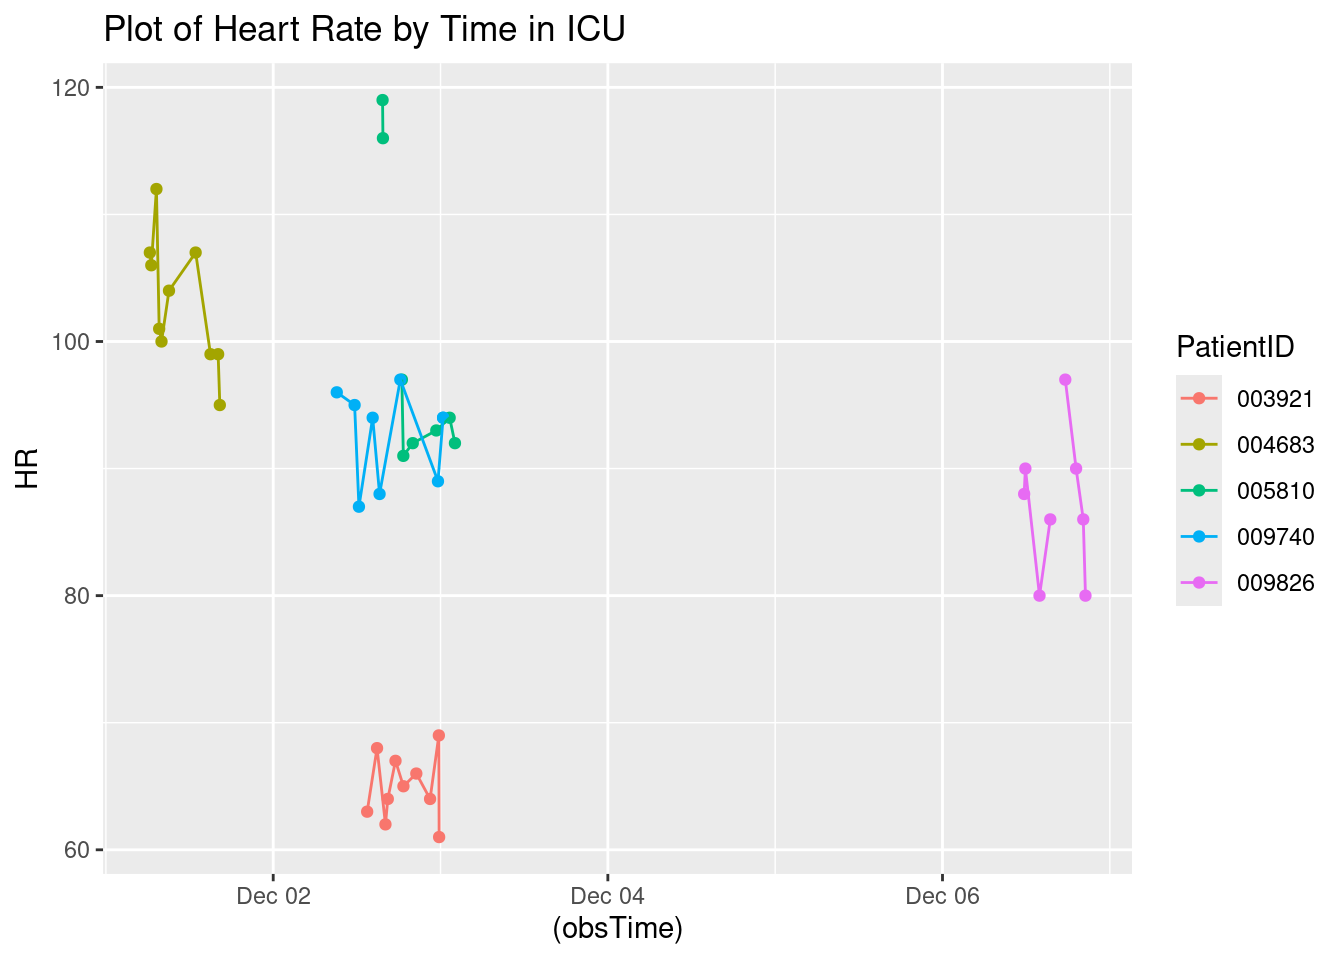 Plot of Heart Rate by Time in ICU
120
100
80
60
HR
Dec 02
Dec 04
Dec 06
(obsTime)
PatientID
003921
004683
005810
009740
009826